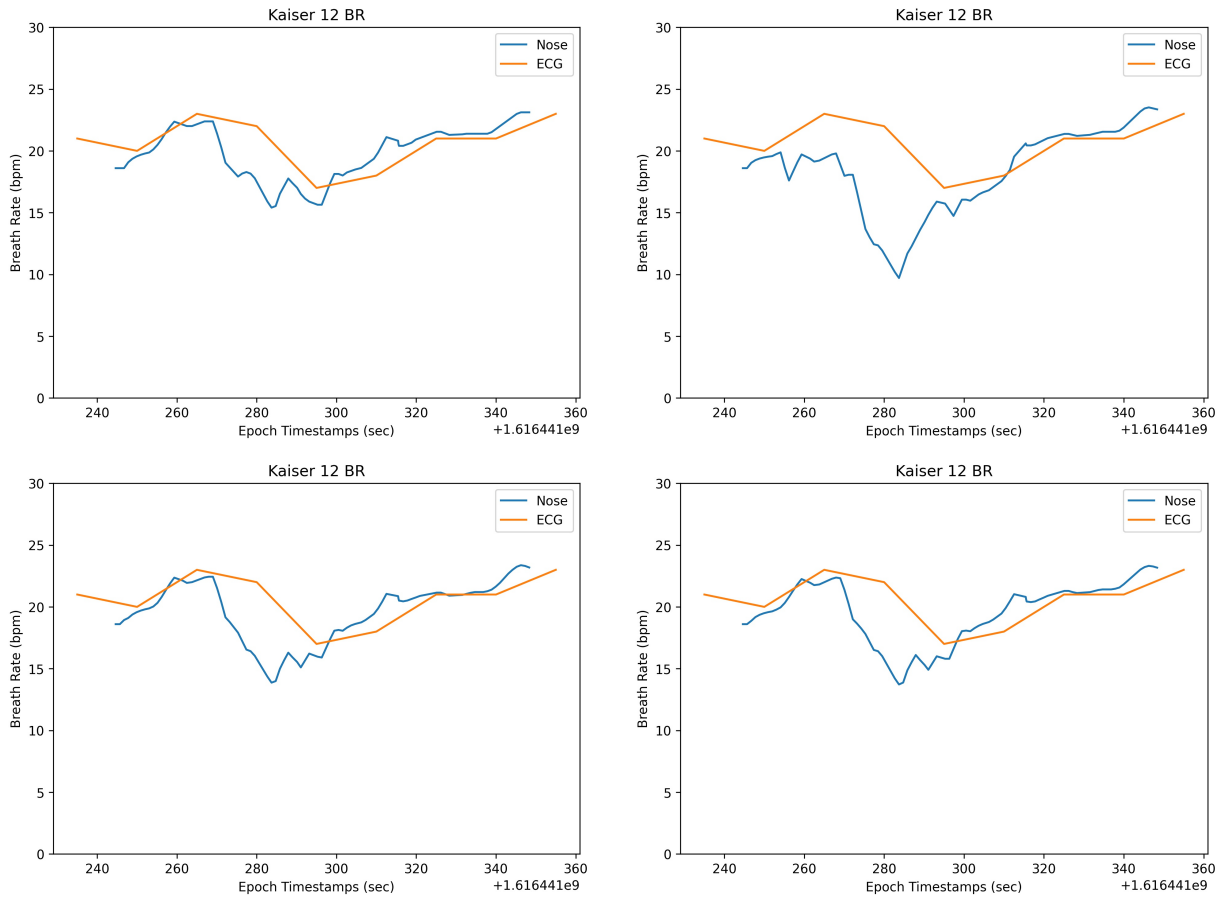 Kaiser 12 BR
30
25
20
15
10
5
0
Breath Rate (bpm)
Nose
ECG
240 260 280 300 320 340 360
Epoch Timestamps (sec)
+1.616441e9
Kaiser 12 BR
30
25
20
15
10
5
0
Breath Rate (bpm)
Nose
ECG
240 260 280 300 320 340 360
Epoch Timestamps (sec)
+1.616441e9
Kaiser 12 BR
30
25
20
15
10
5
0
Breath Rate (bpm)
Nose
ECG
240 260 280 300 320 340 360
Epoch Timestamps (sec)
+1.616441e9
Kaiser 12 BR
30
25
20
15
10
5
0
Breath Rate (bpm)
Nose
ECG
240 260 280 300 320 340 360
Epoch Timestamps (sec)
+1.616441e9